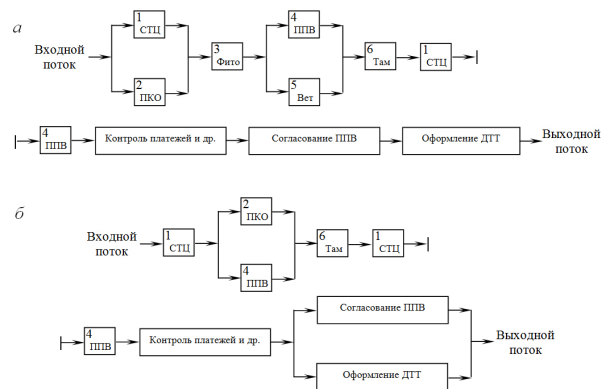 а
Входной
поток
1
СТЦ
2
ПКО
3
Фито
4
ППВ
5
Вет
6
Там
1
СТЦ
4
ППВ
Контроль платежей и др.
Согласование ППВ
Оформление ДТТ
Выходной
поток
б
Входной
поток
1
СТЦ
2
ПКО
4
ППВ
6
Там
1
СТЦ
4
ППВ
Контроль платежей и др.
Согласование ППВ
Оформление ДТТ
Выходной
поток